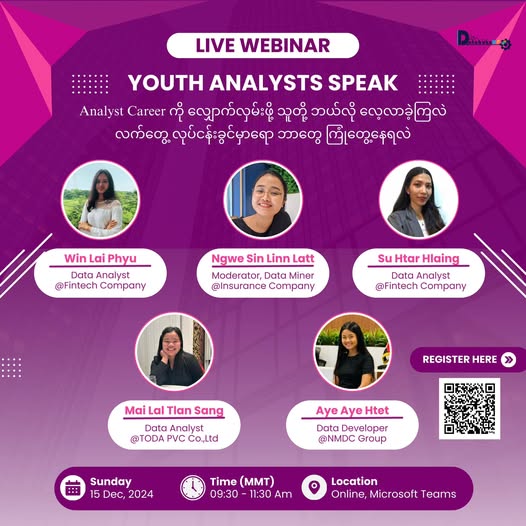 LIVE WEBINAR
YOUTH ANALYSTS SPEAK
Analyst Career ကို လျှောက်လှမ်းဖို့ သူတို့ ဘယ်လို လေ့လာခဲ့ကြလဲ
လက်တွေ့ လုပ်ငန်းခွင်မှာရော ဘာတွေ ကြုံတွေ့နေရလဲ
Win Lai Phyu
Data Analyst
@Fintech Company
Ngwe Sin Linn Latt
Moderator, Data Miner
@Insurance Company
Su Htar Hlaing
Data Analyst
@Fintech Company
Mai Lal Tlan Sang
Data Analyst
@TODA PVC Co.,Ltd
Aye Aye Htet
Data Developer
@NMDC Group
REGISTER HERE
Sunday
15 Dec, 2024
Time (MMT)
09:30 - 11:30 Am
Location
Online, Microsoft Teams